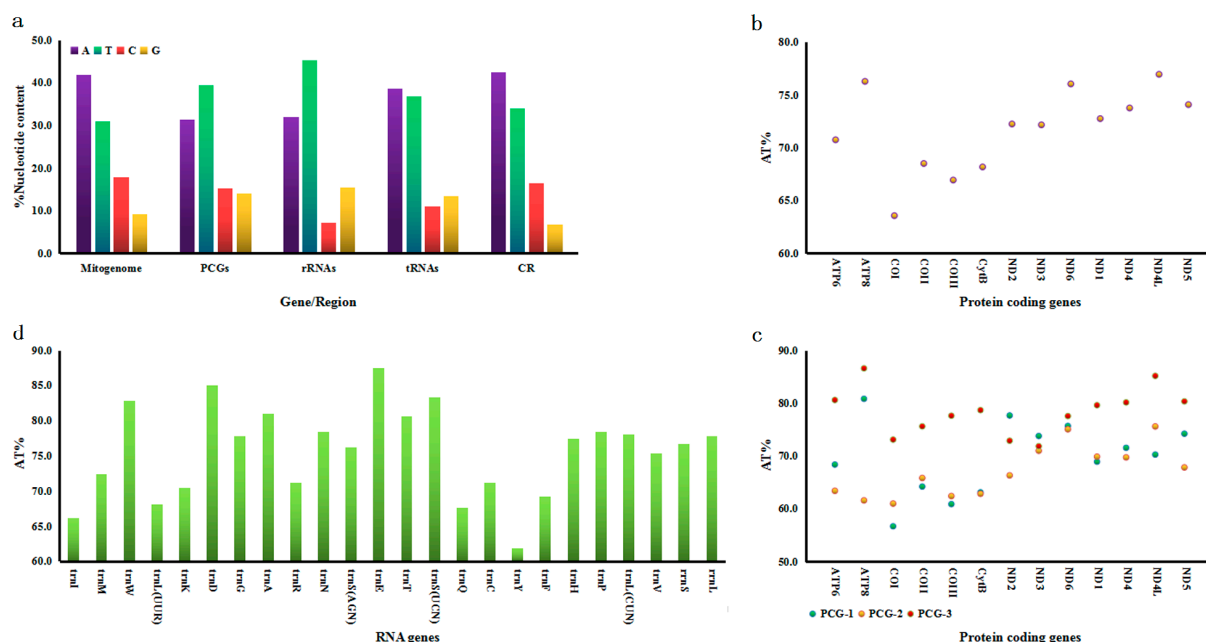 a
50.0
40.0
30.0
20.0
10.0
0.0
%Nucleotide content
A T C G
Mitogenome PCGs rRNAs tRNAs CR
Gene/Region
b
80.0
75.0
70.0
65.0
60.0
AT%
ATP6 ATP8 COI COII COIII CytB ND2 ND3 ND6 ND1 ND4 ND4L ND5
Protein coding genes
d
90.0
85.0
80.0
75.0
70.0
65.0
60.0
AT%
trnI trnM trnW trnL(UUR) trnK trnD trnG trnA trnR trnN trnS(AGN) trnE trnT trnS(UCN) trnQ trnC trnY trnF trnH trnP trnL(CUN) trnV rrnS rrnL
RNA genes
c
90.0
80.0
70.0
60.0
50.0
AT%
ATP6 ATP8 COI COII COIII CytB ND2 ND3 ND6 ND1 ND4 ND4L ND5
PCG-1 PCG-2 PCG-3
Protein coding genes